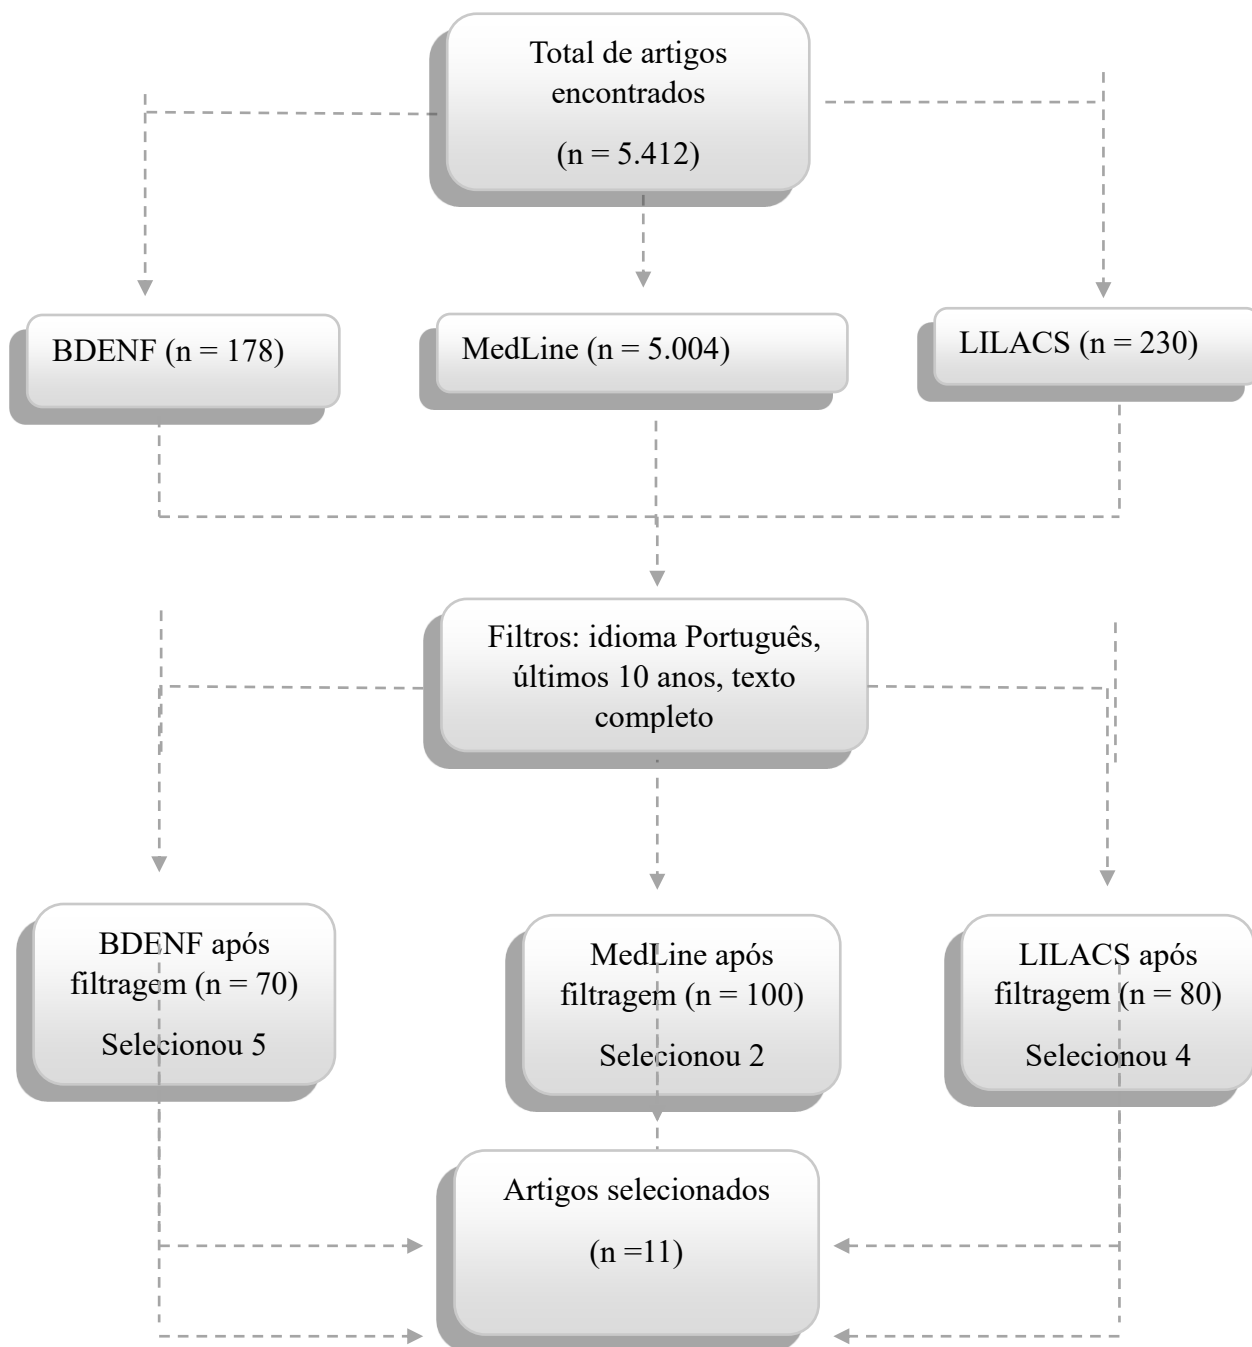 Total de artigos
encontrados
(n = 5.412)
BDENF (n = 178)
MedLine (n = 5.004)
LILACS (n = 230)
Filtros: idioma Português,
últimos 10 anos, texto
completo
BDENF após
filtragem (n = 70)
Selecionou 5
MedLine após
filtragem (n = 100)
Selecionou 2
LILACS após
filtragem (n = 80)
Selecionou 4
Artigos selecionados
(n =11)